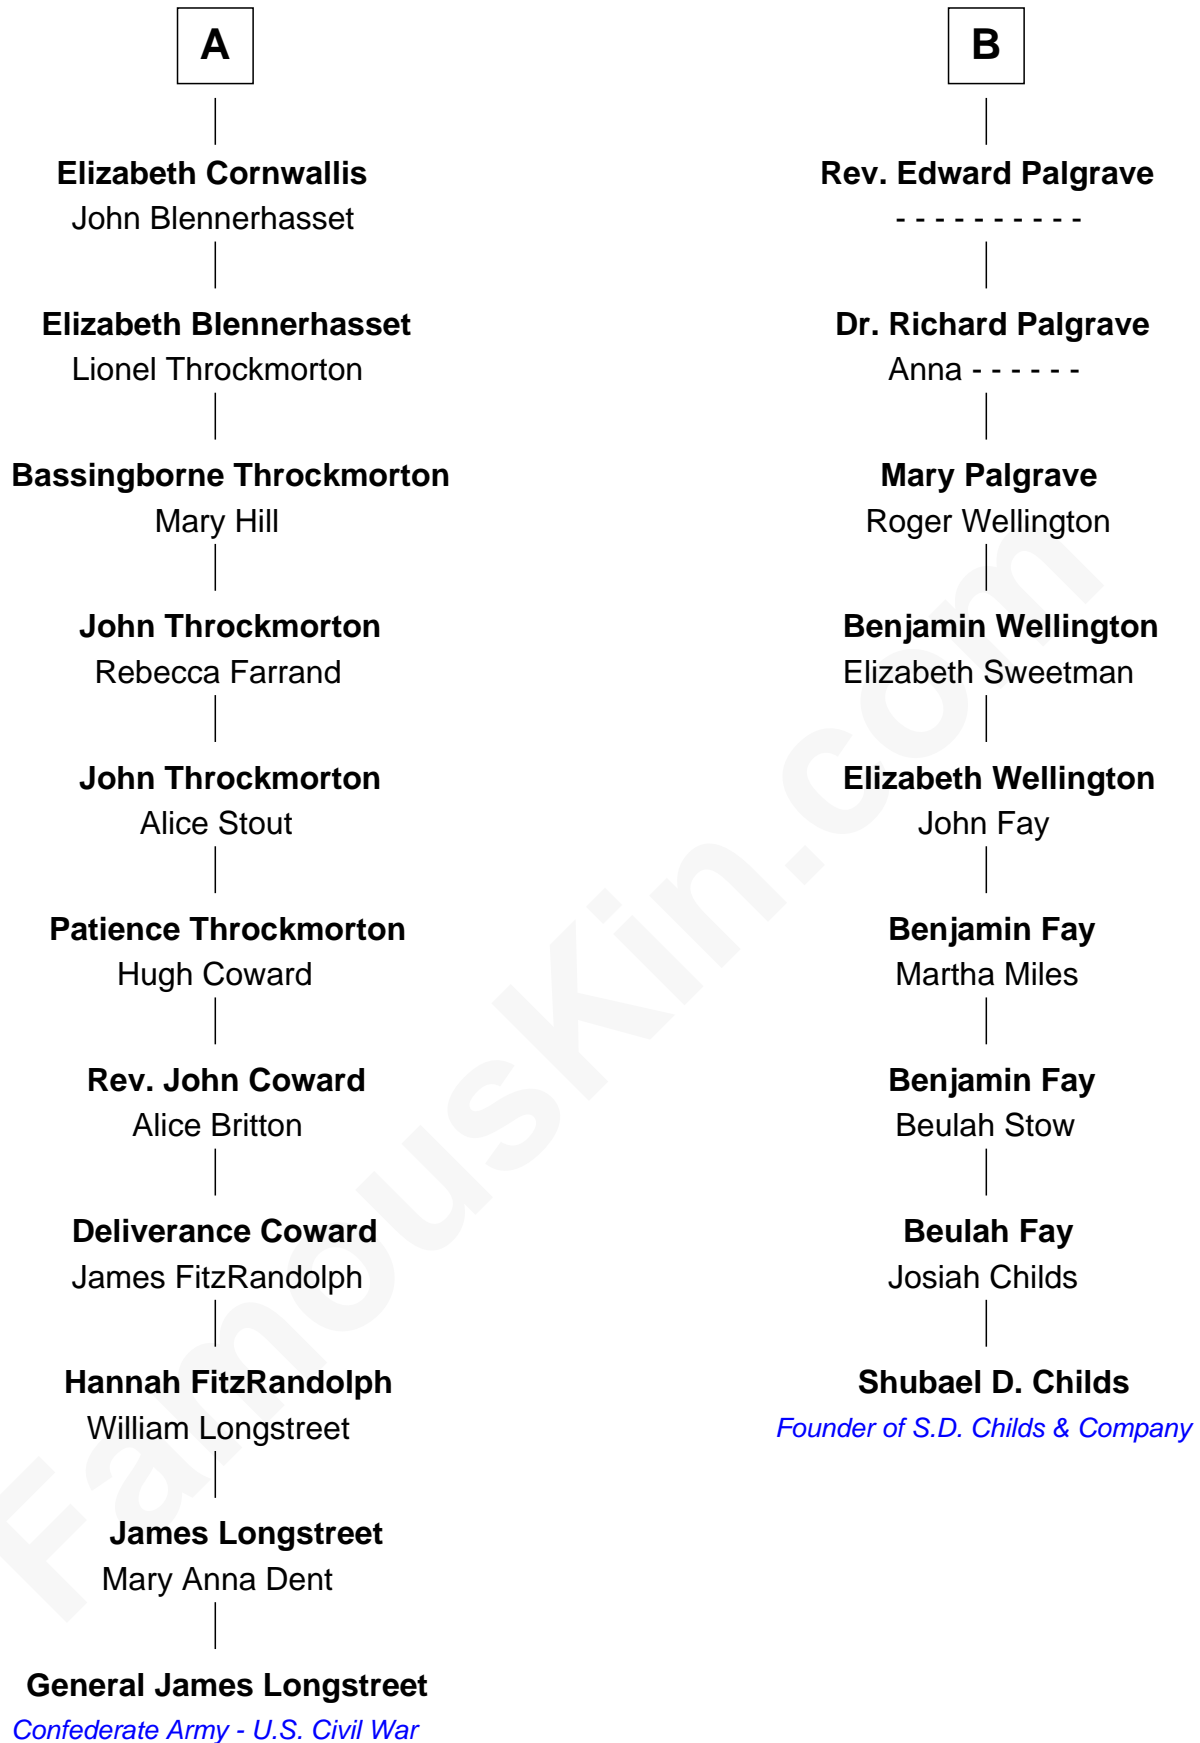 A
Elizabeth Cornwallis
John Blennerhasset
Elizabeth Blennerhasset
Lionel Throckmorton
Bassingborne Throckmorton
Mary Hill
John Throckmorton
Rebecca Farrand
John Throckmorton
Alice Stout
Patience Throckmorton
Hugh Coward
Rev. John Coward
Alice Britton
Deliverance Coward
James FitzRandolph
Hannah FitzRandolph
William Longstreet
James Longstreet
Mary Anna Dent
General James Longstreet
Confederate Army - U.S. Civil War
B
Rev. Edward Palgrave
- - - - - - - - - -
Dr. Richard Palgrave
Anna - - - - - -
Mary Palgrave
Roger Wellington
Benjamin Wellington
Elizabeth Sweetman
Elizabeth Wellington
John Fay
Benjamin Fay
Martha Miles
Benjamin Fay
Beulah Stow
Beulah Fay
Josiah Childs
Shubael D. Childs
Founder of S.D. Childs & Company
FamousKin.com